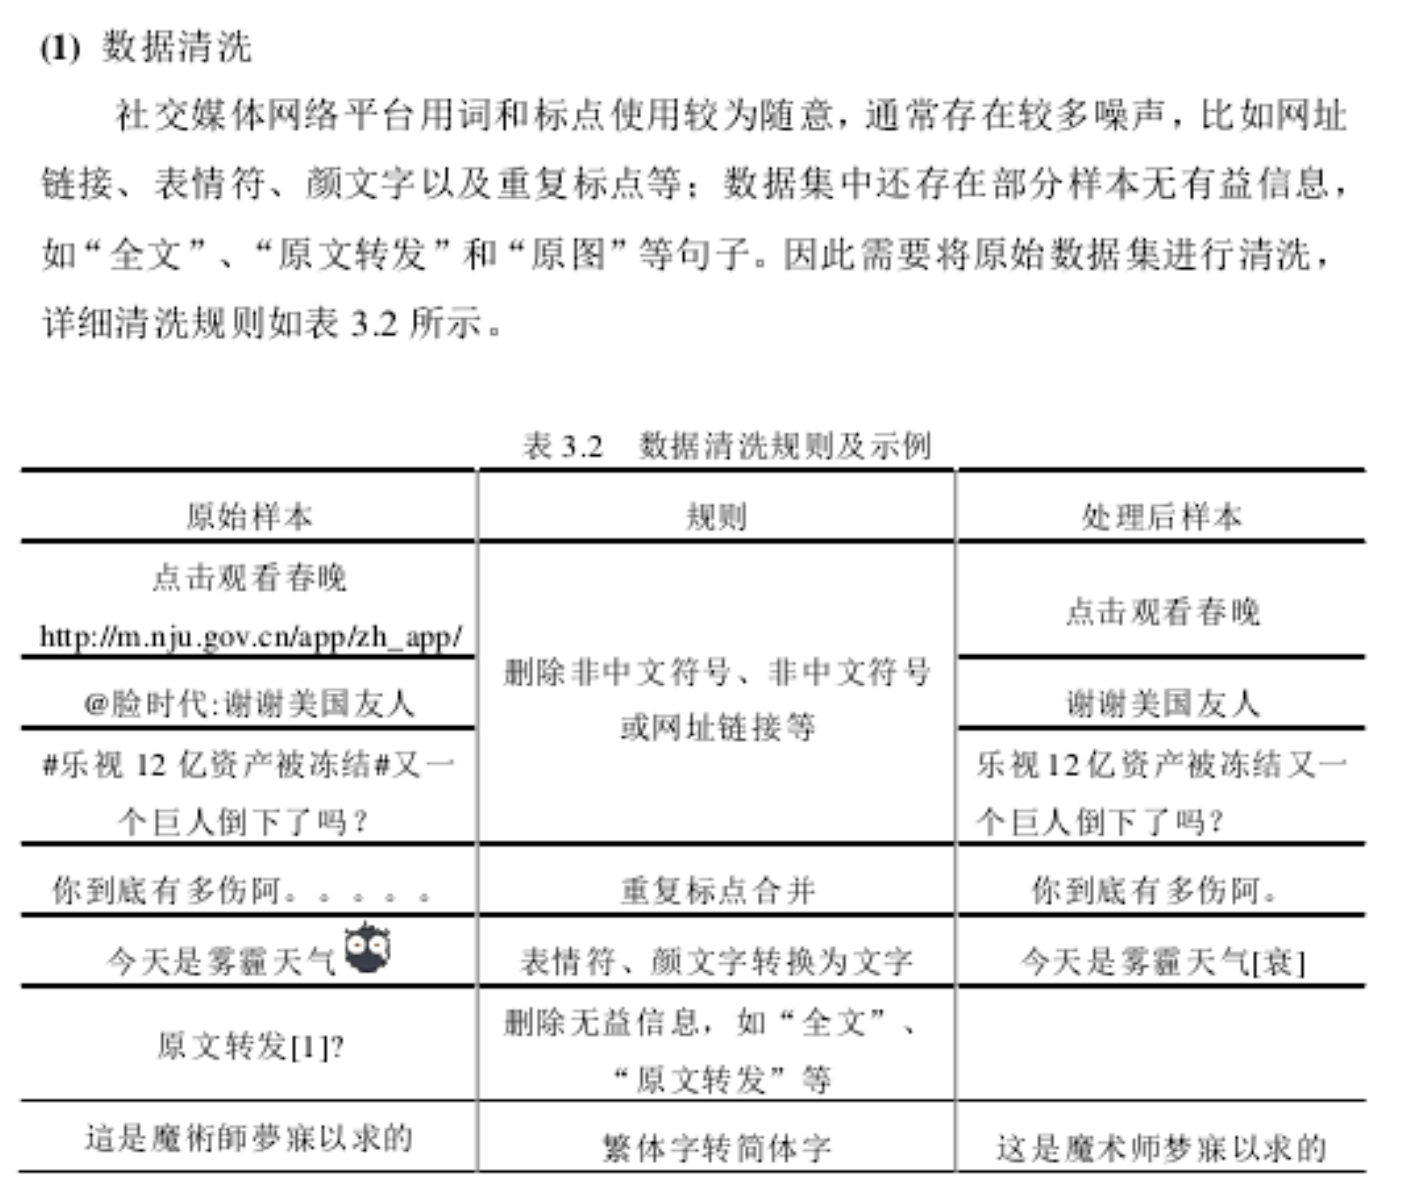 (1) 数据清洗
社交媒体网络平台用词和标点使用较为随意，通常存在较多噪声，比如网址
链接、表情符、颜文字以及重复标点等；数据集中还存在部分样本无有益信息，
如“全文”、“原文转发”和“原图”等句子。因此需要将原始数据集进行清洗，
详细清洗规则如表 3.2 所示。
表 3.2 数据清洗规则及示例
原始样本 规则 处理后样本
点击观看春晚
http://m.nju.gov.cn/app/zh_app/
点击观看春晚
删除非中文符号、非中文符号
或网址链接等
@脸时代:谢谢美国友人 谢谢美国友人
#乐视 12 亿资产被冻结#又一
个巨人倒下了吗?
乐视12亿资产被冻结又一
个巨人倒下了吗?
你到底有多伤阿。。。。。 重复标点合并 你到底有多伤阿。
今天是雾霾天气 表情符、颜文字转换为文字 今天是雾霾天气[衰]
原文转发[1]?
删除无益信息，如“全文”、
“原文转发”等
這是魔術師夢寐以求的 繁体字转简体字 这是魔术师梦寐以求的